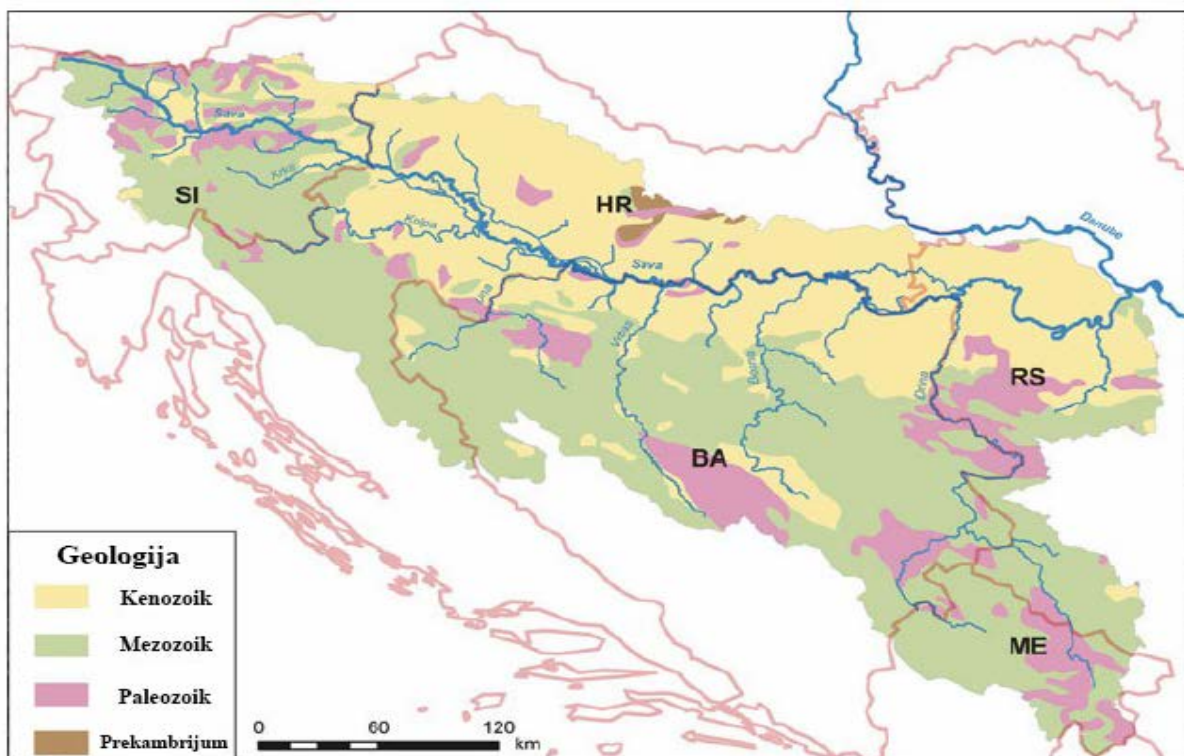 Sava
SI
Krka
HR
Kolpa
Sava
Danube
Una
Vrbas
Bosna
Drina
RS
BA
ME
Geologija
Kenozoik
Mezozoik
Paleozoik
Prekambrijum
0 60 120
km